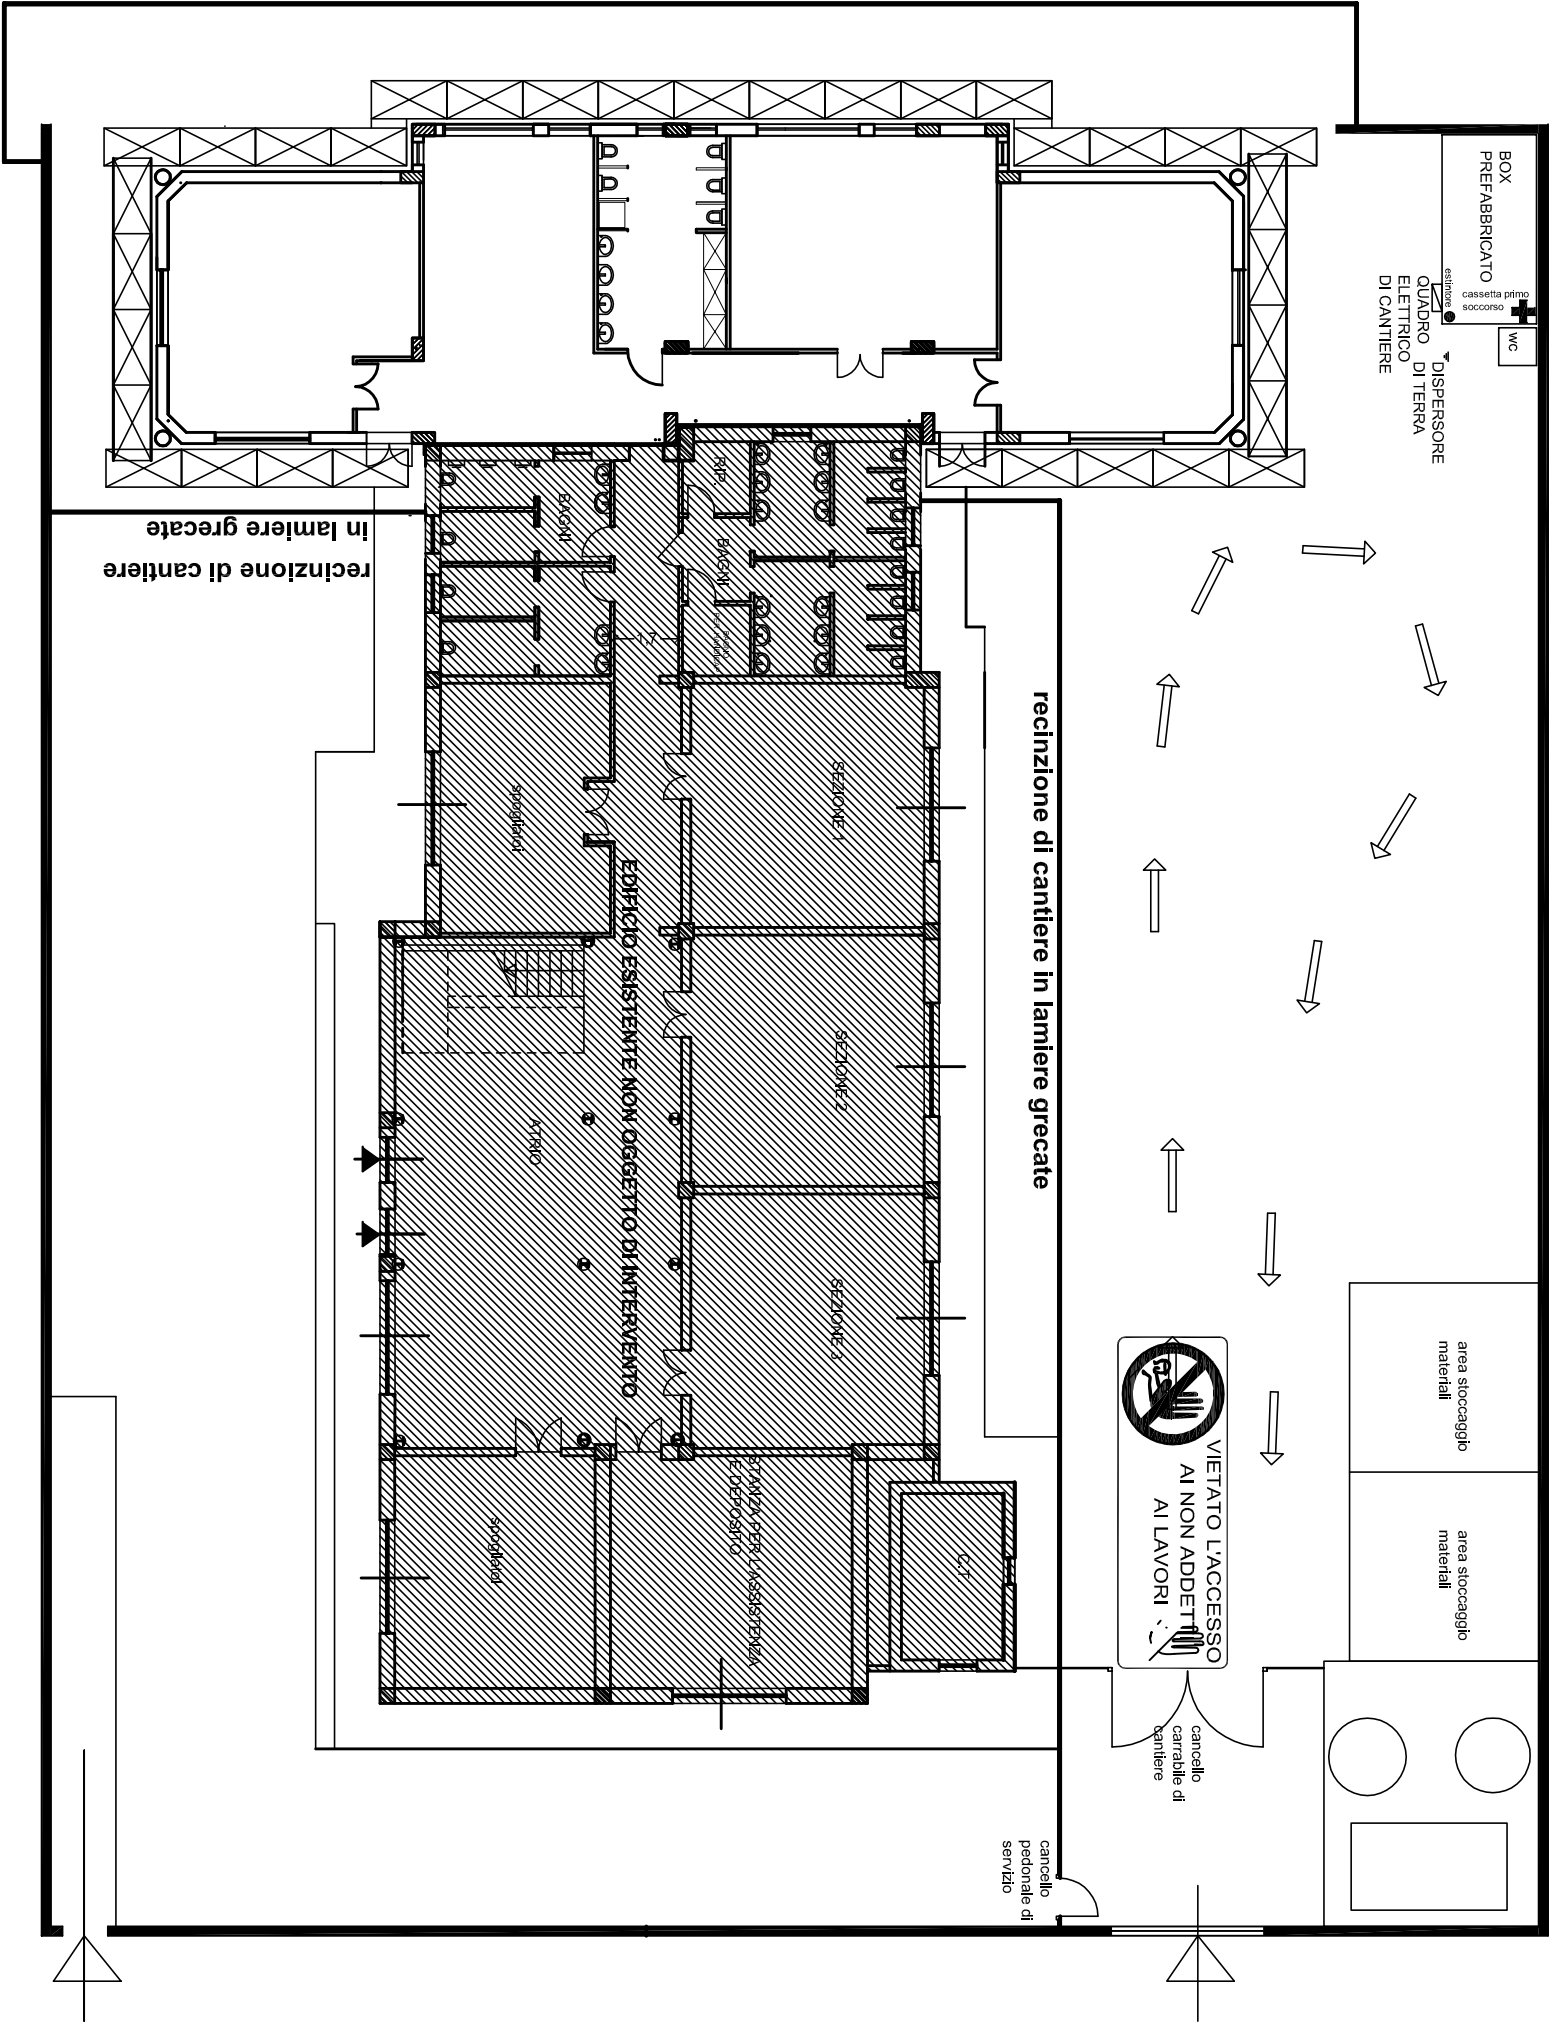 BOX
PREFABBRICATO
cassetta primo
soccorso
estintore
WC
QUADRO
ELETTRICO
DI CANTIERE
DISPERSORE
DI TERRA
in lamiere grecate
recinzione di cantiere
BAGNI
RIP.
BAGNI
1.7
recinzione di cantiere in lamiere grecate
spogliatoi
SEZIONE 1
EDIFICIO ESISTENTE NON OGGETTO DI INTERVENTO
SEZIONE 2
ATRIO
SEZIONE 3
spogliatoi
STANZA PER L'ASSISTENZA
E DEPOSITO
C.T.
VIETATO L'ACCESSO
AI NON ADDETTI
AI LAVORI
area stoccaggio
materiali
area stoccaggio
materiali
cancello
carrabile di
cantiere
cancello
pedonale di
servizio